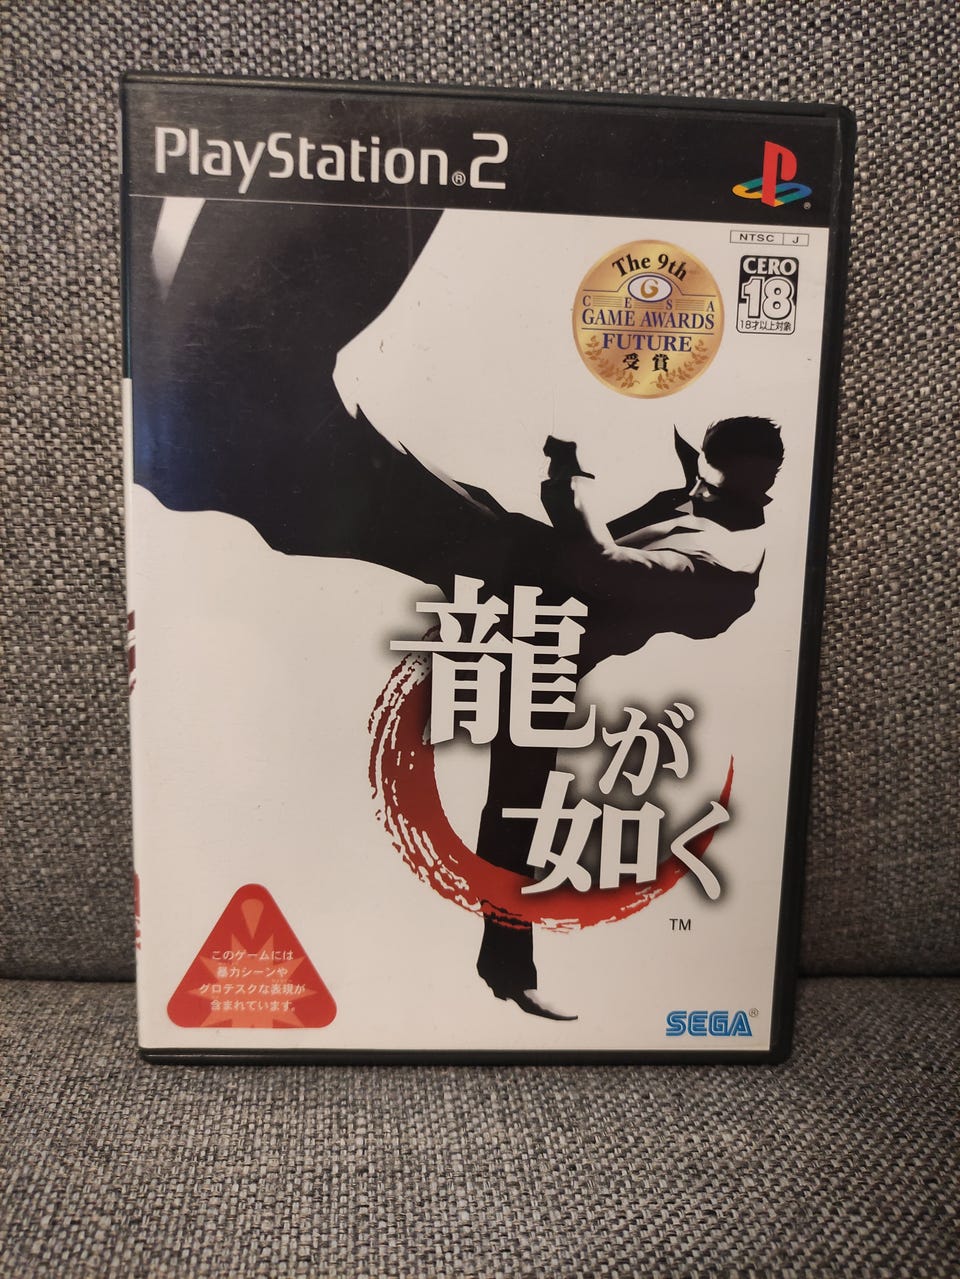 PlayStation®2
NTSC J
The 9th
CESA
GAME AWARDS
FUTURE
受賞
CERO
18
18才以上対象
龍が
如く
TM
このゲームには
暴力シーンや
グロテスクな表現が
含まれています。
SEGA®